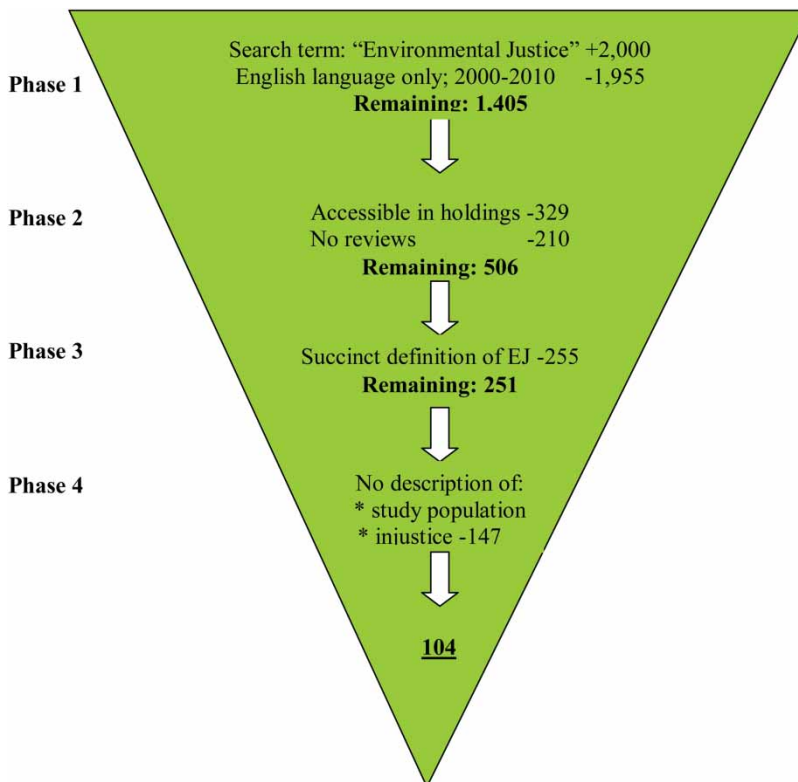 Search term: “Environmental Justice” +2,000
Phase 1 English language only; 2000-2010 -1,955
Remaining: 1,405
Phase 2 Accessible in holdings -329
No reviews -210
Remaining: 506
Phase 3 Succinct definition of EJ -255
Remaining: 251
Phase 4 No description of:
* study population
* injustice -147
104